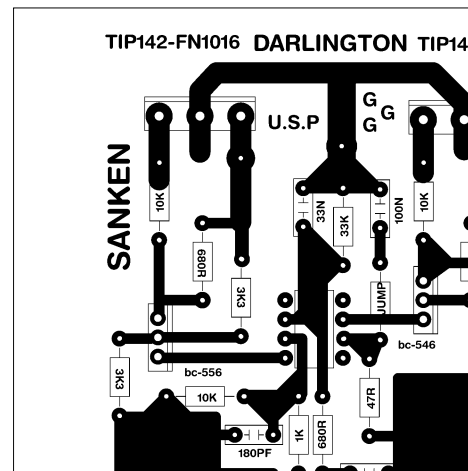 TIP142-FN1016 DARLINGTON TIP14
G
G
G
U.S.P
SANKEN
10K
33N
33K
100N
10K
680R
3K3
JUMP
bc-546
3K3
bc-556
10K
47R
1K
680R
180PF